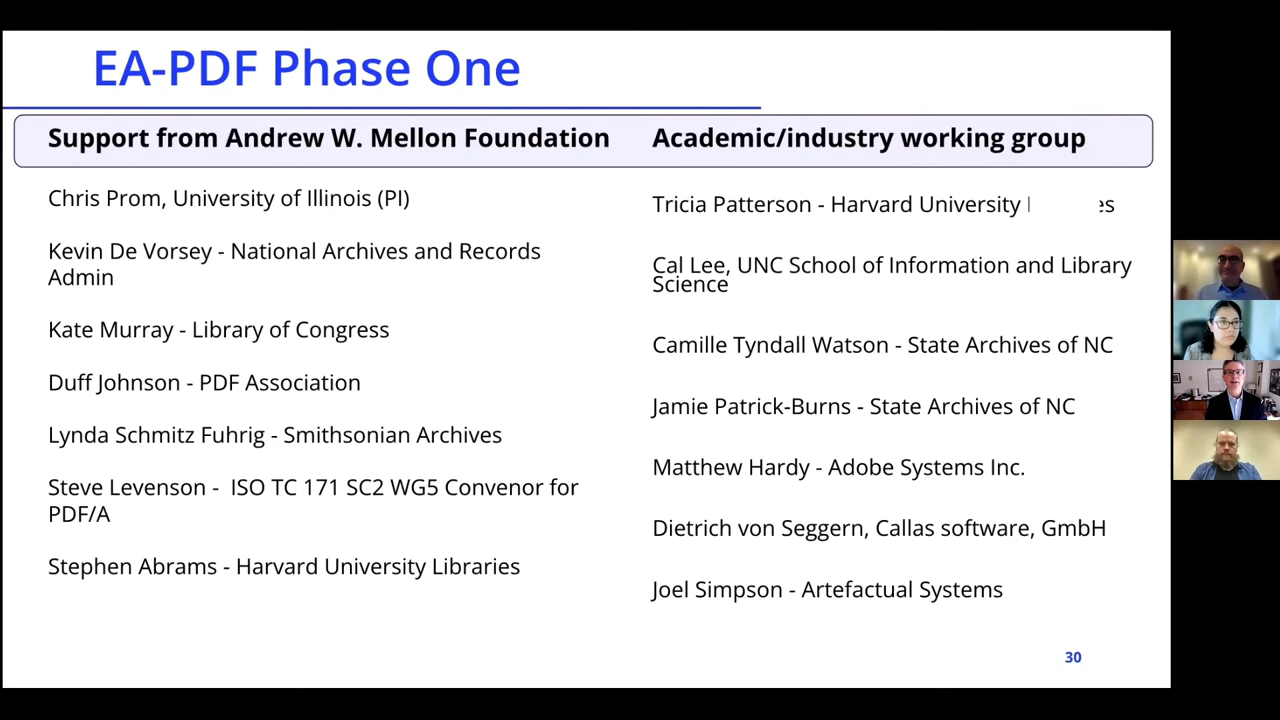 EA-PDF Phase One
Support from Andrew W. Mellon Foundation
Academic/industry working group
Chris Prom, University of Illinois (PI)
Kevin De Vorsey - National Archives and Records
Admin
Kate Murray - Library of Congress
Duff Johnson - PDF Association
Lynda Schmitz Fuhrig - Smithsonian Archives
Steve Levenson - ISO TC 171 SC2 WG5 Convenor for
PDF/A
Stephen Abrams - Harvard University Libraries
Tricia Patterson - Harvard University
Cal Lee, UNC School of Information and Library
Science
Camille Tyndall Watson - State Archives of NC
Jamie Patrick-Burns - State Archives of NC
Matthew Hardy - Adobe Systems Inc.
Dietrich von Seggern, Callas software, GmbH
Joel Simpson - Artefactual Systems
30